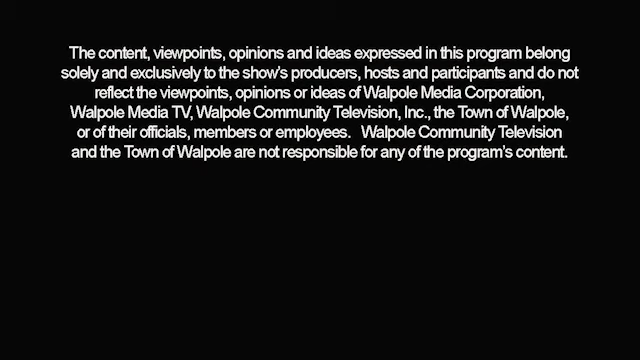 The content, viewpoints, opinions and ideas expressed in this program belong
solely and exclusively to the show's producers, hosts and participants and do not
reflect the viewpoints, opinions or ideas of Walpole Media Corporation,
Walpole Media TV, Walpole Community Television, Inc., the Town of Walpole,
or of their officials, members or employees. Walpole Community Television
and the Town of Walpole are not responsible for any of the program's content.